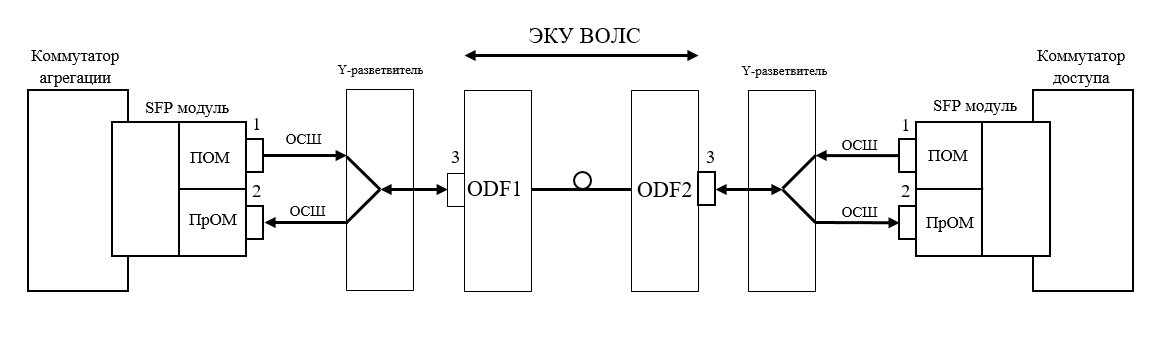 ЭКУ ВОЛС
Коммутатор
агрегации
Y-разветвитель
Y-разветвитель
Коммутатор
доступа
SFP модуль
SFP модуль
1
ОСШ
ПОМ
3
3
ОСШ
1
ПОМ
2
ODF1
ODF2
2
ПрОМ
ОСШ
ОСШ
ПрОМ